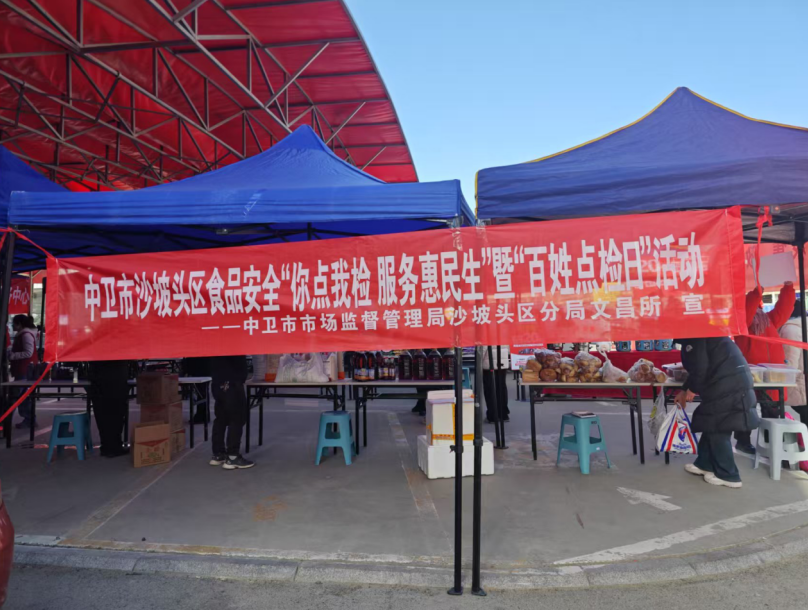 中卫市沙坡头区食品安全“你点我检 服务惠民生”暨“百姓点检日”活动
——中卫市市场监督管理局沙坡头区分局文昌所 宣
中心